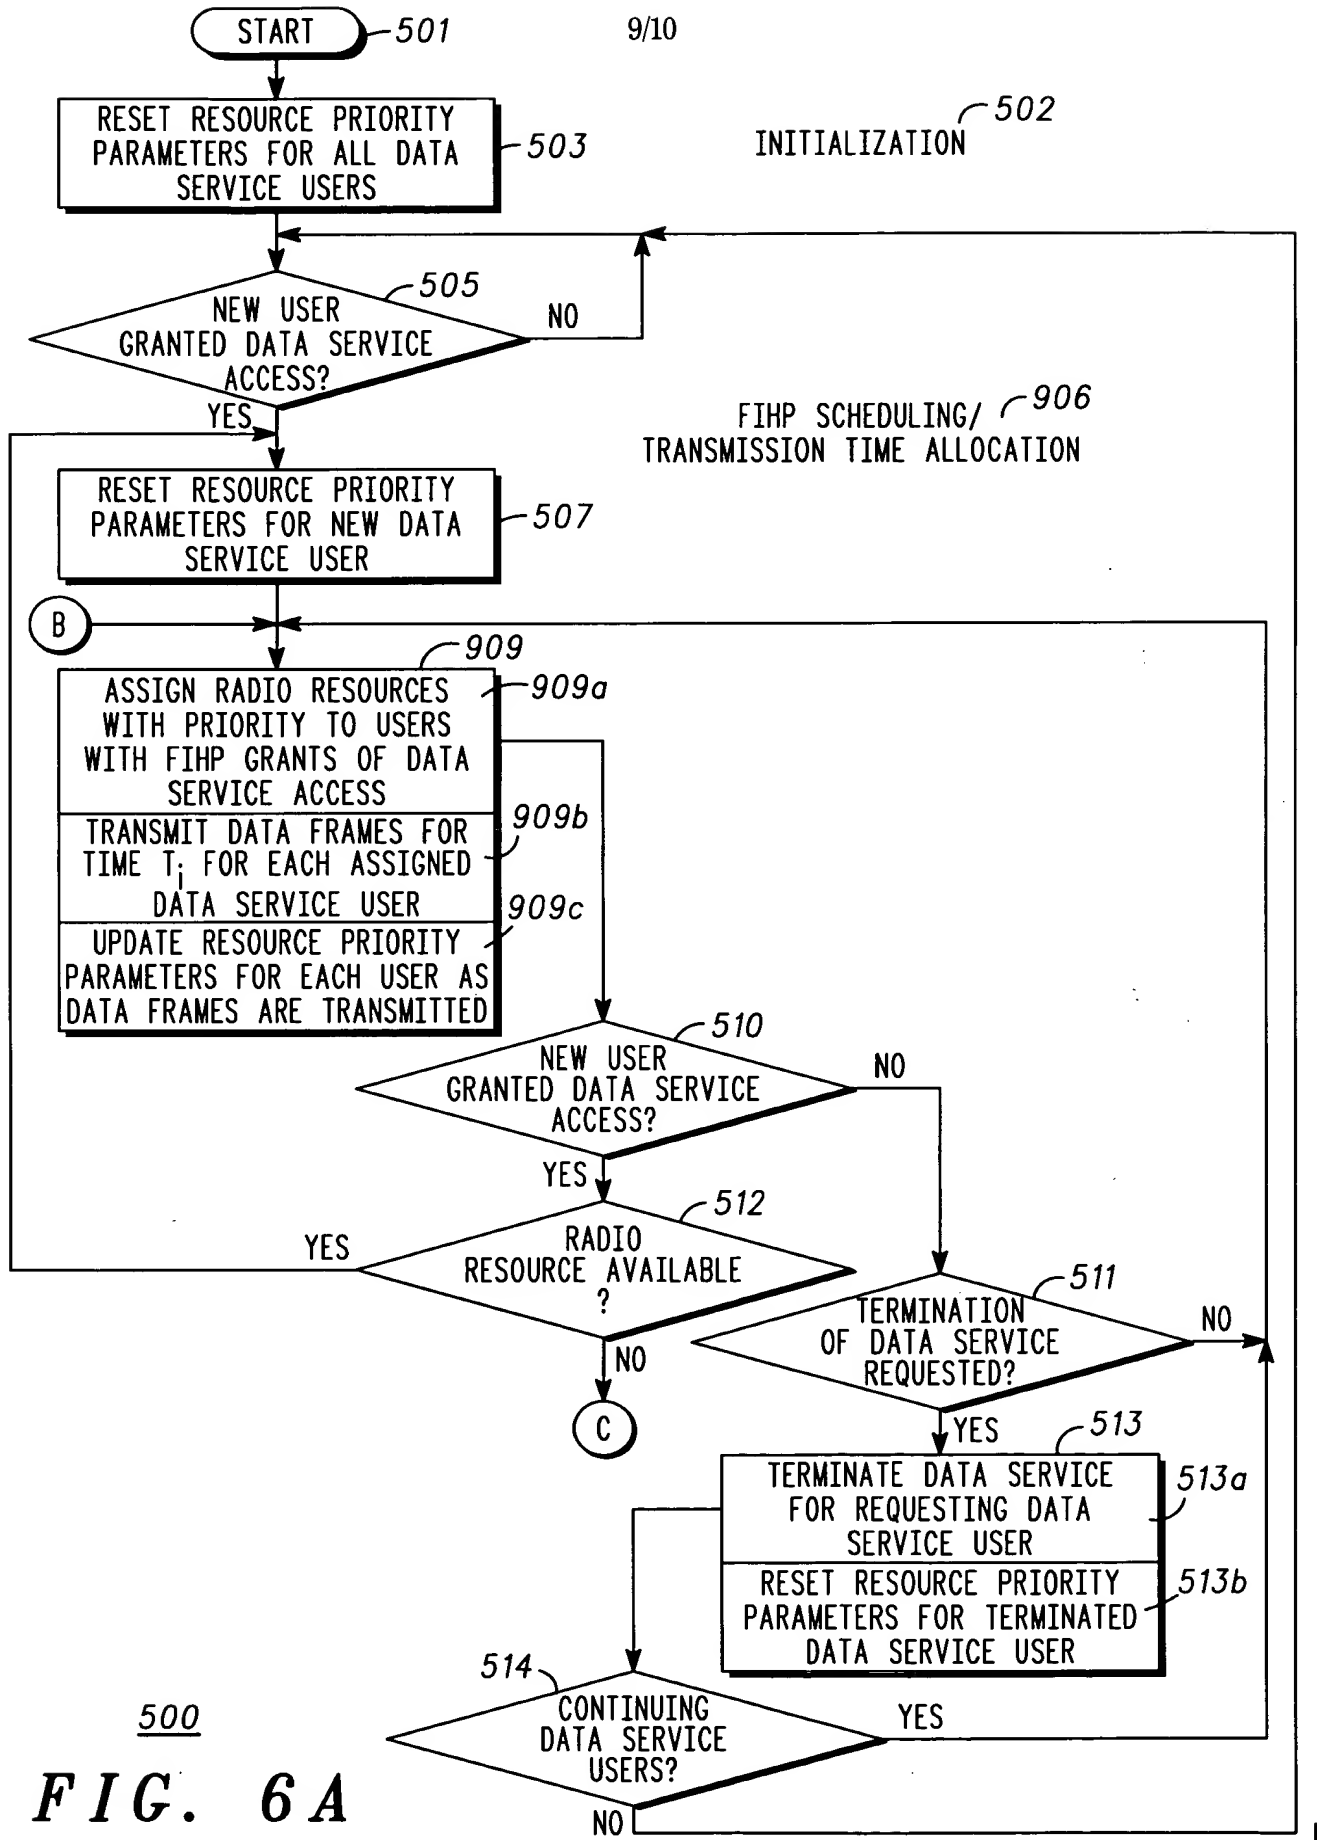 START
501
9/10
RESET RESOURCE PRIORITY
PARAMETERS FOR ALL DATA
SERVICE USERS
503
INITIALIZATION
502
505
NEW USER
GRANTED DATA SERVICE
ACCESS?
NO
YES
FIHP SCHEDULING/
TRANSMISSION TIME ALLOCATION
906
RESET RESOURCE PRIORITY
PARAMETERS FOR NEW DATA
SERVICE USER
507
B
909
ASSIGN RADIO RESOURCES
WITH PRIORITY TO USERS
WITH FIHP GRANTS OF DATA
SERVICE ACCESS
909a
TRANSMIT DATA FRAMES FOR
TIME Ti FOR EACH ASSIGNED
DATA SERVICE USER
909b
UPDATE RESOURCE PRIORITY
PARAMETERS FOR EACH USER AS
DATA FRAMES ARE TRANSMITTED
909c
510
NEW USER
GRANTED DATA SERVICE
ACCESS?
NO
YES
512
RADIO
RESOURCE AVAILABLE
?
YES
NO
C
511
TERMINATION
OF DATA SERVICE
REQUESTED?
NO
YES
513
TERMINATE DATA SERVICE
FOR REQUESTING DATA
SERVICE USER
513a
RESET RESOURCE PRIORITY
PARAMETERS FOR TERMINATED
DATA SERVICE USER
513b
514
CONTINUING
DATA SERVICE
USERS?
YES
NO
500
FIG. 6A